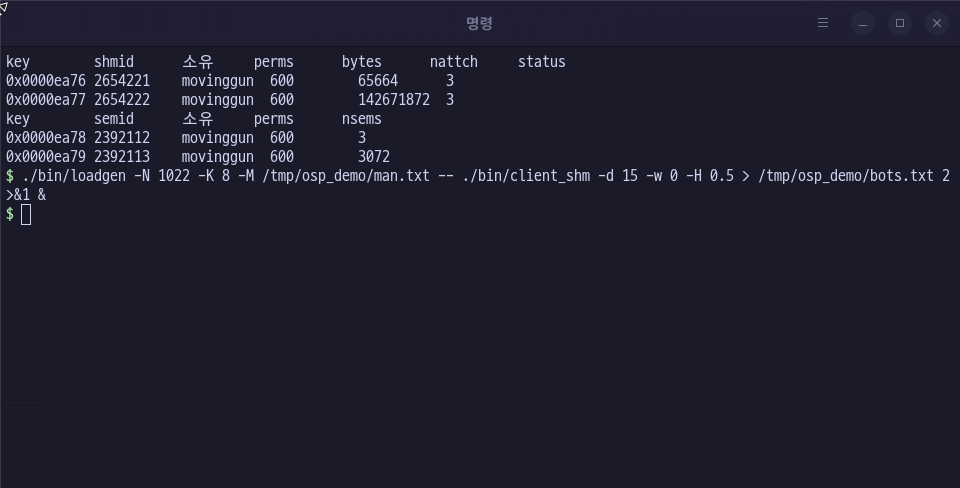 명령
key        shmid      소유     perms      bytes      nattch     status
0x0000ea76 2654221    movinggun  600        65664      3
0x0000ea77 2654222    movinggun  600        142671872  3
key        semid      소유     perms      nsems
0x0000ea78 2392112    movinggun  600        3
0x0000ea79 2392113    movinggun  600        3072
$ ./bin/loadgen -N 1022 -K 8 -M /tmp/osp_demo/man.txt -- ./bin/client_shm -d 15 -w 0 -H 0.5 > /tmp/osp_demo/bots.txt 2
>&1 &
$